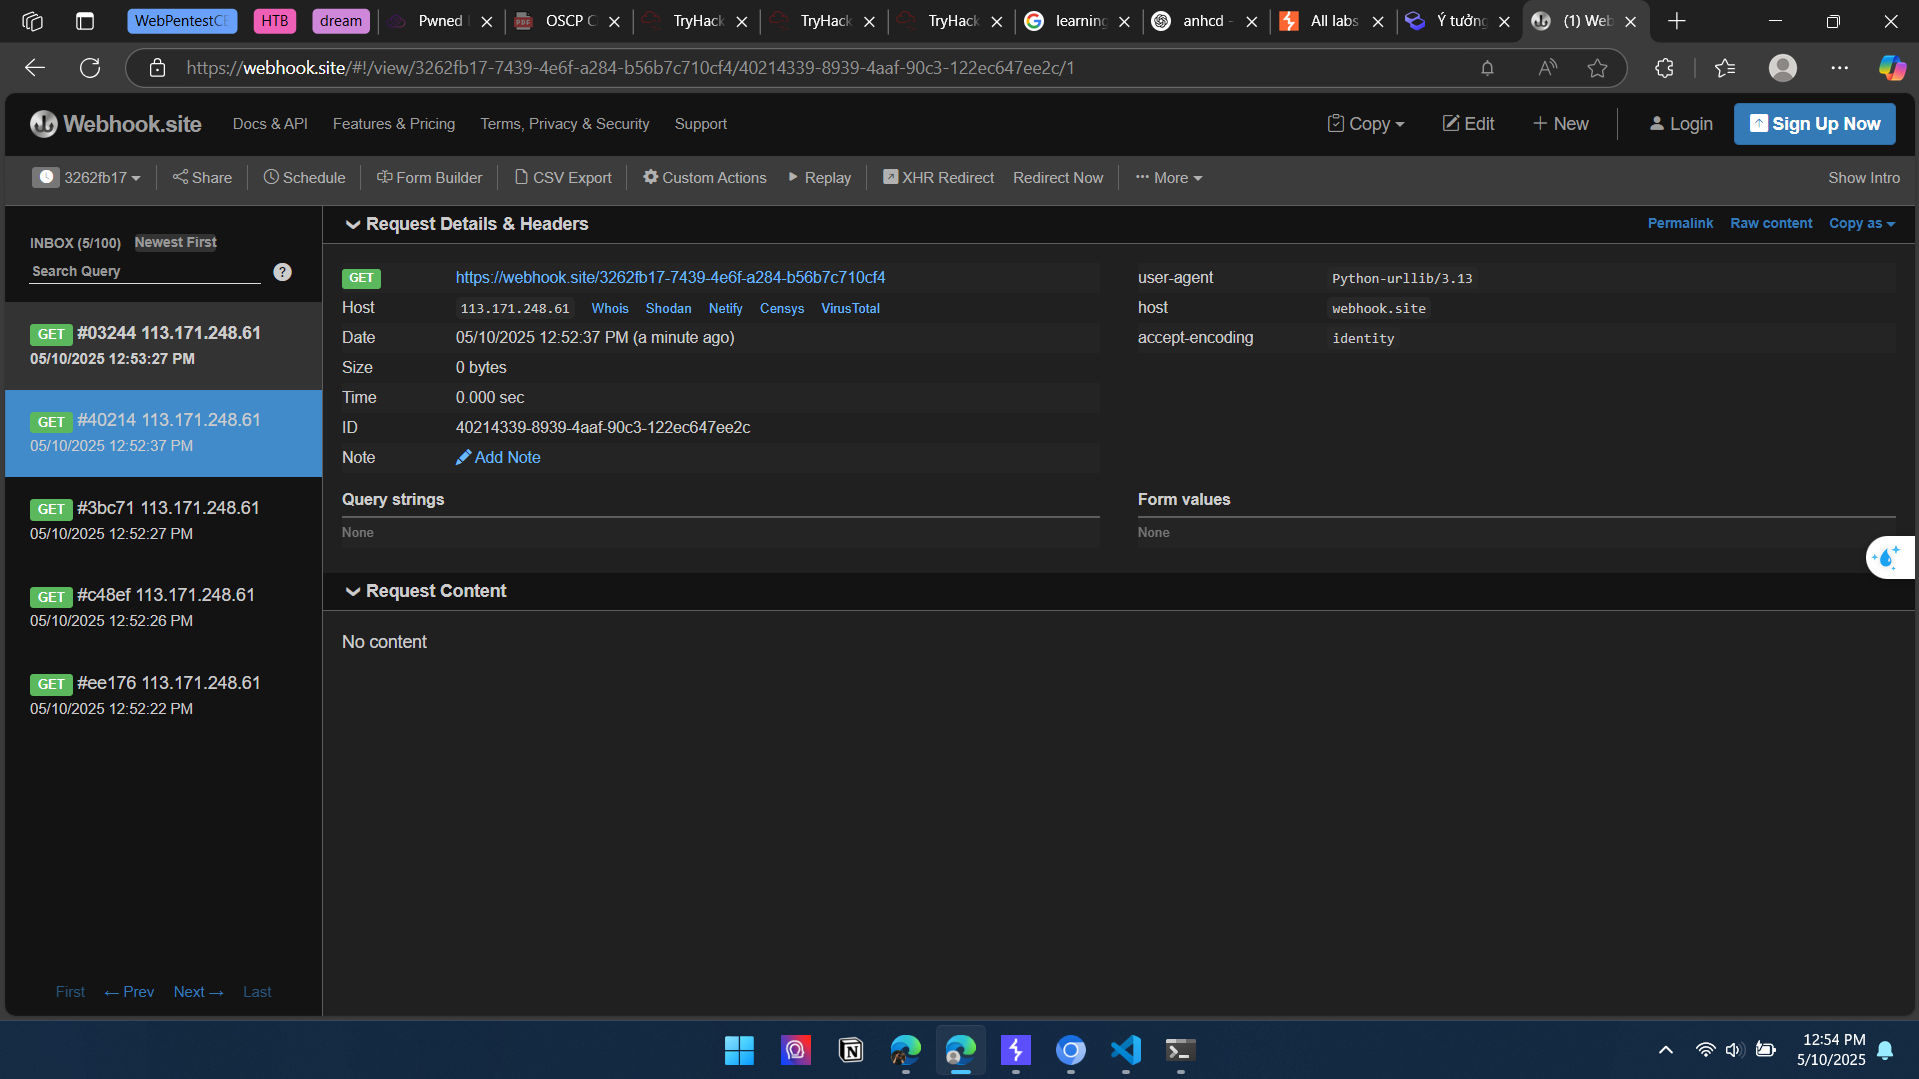 WebPentestCE HTB dream Pwned OSCP C TryHack TryHack TryHack learning anhcd - All labs Ý tưởng (1) Web
https://webhook.site/#!/view/3262fb17-7439-4e6f-a284-b56b7c710cf4/40214339-8939-4aaf-90c3-122ec647ee2c/1
Webhook.site Docs & API Features & Pricing Terms, Privacy & Security Support Copy Edit New Login Sign Up Now
3262fb17 Share Schedule Form Builder CSV Export Custom Actions Replay XHR Redirect Redirect Now More Show Intro
INBOX (5/100) Newest First
Search Query ?
GET #03244 113.171.248.61
05/10/2025 12:53:27 PM
GET #40214 113.171.248.61
05/10/2025 12:52:37 PM
GET #3bc71 113.171.248.61
05/10/2025 12:52:27 PM
GET #c48ef 113.171.248.61
05/10/2025 12:52:26 PM
GET #ee176 113.171.248.61
05/10/2025 12:52:22 PM
First ← Prev Next → Last
Request Details & Headers Permalink Raw content Copy as
GET https://webhook.site/3262fb17-7439-4e6f-a284-b56b7c710cf4
Host 113.171.248.61 Whois Shodan Netify Censys VirusTotal
Date 05/10/2025 12:52:37 PM (a minute ago)
Size 0 bytes
Time 0.000 sec
ID 40214339-8939-4aaf-90c3-122ec647ee2c
Note Add Note
user-agent Python-urllib/3.13
host webhook.site
accept-encoding identity
Query strings
None
Form values
None
Request Content
No content
12:54 PM
5/10/2025